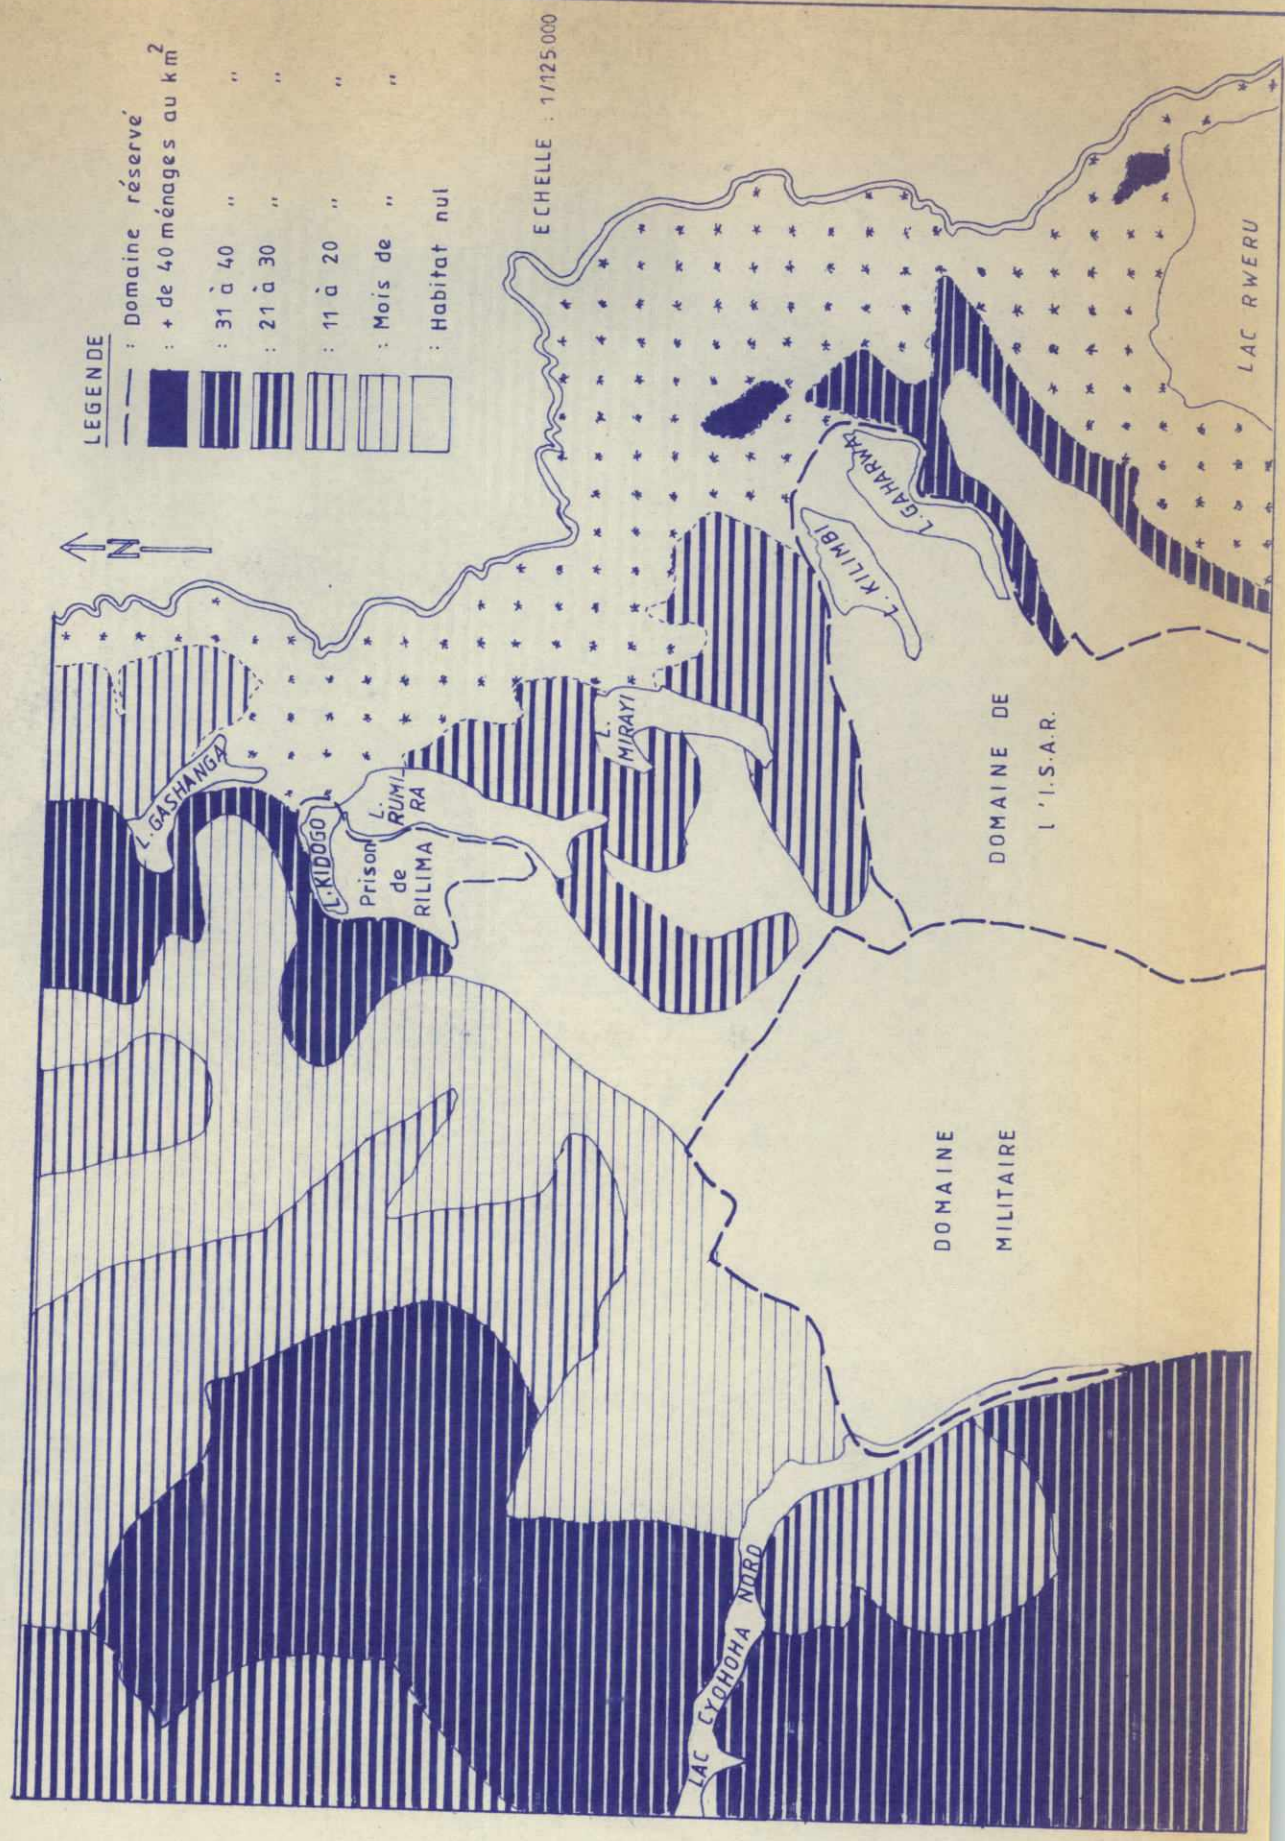 LEGENDE
: Domaine réservé
: + de 40 ménages au km²
: 31 à 40 " "
: 21 à 30 " "
: 11 à 20 " "
: Mois de " "
: Habitat nul
N
ECHELLE : 1/125.000
L. GASHANGA
L. KIDOGO
L. RUMI_
RA
Prison
de
RILIMA
L.
MIRAYI
L. KILIMBI
L. GAHARWA
LAC RWERU
DOMAINE DE
L'I.S.A.R.
DOMAINE
MILITAIRE
LAC CYOHOHA NORD